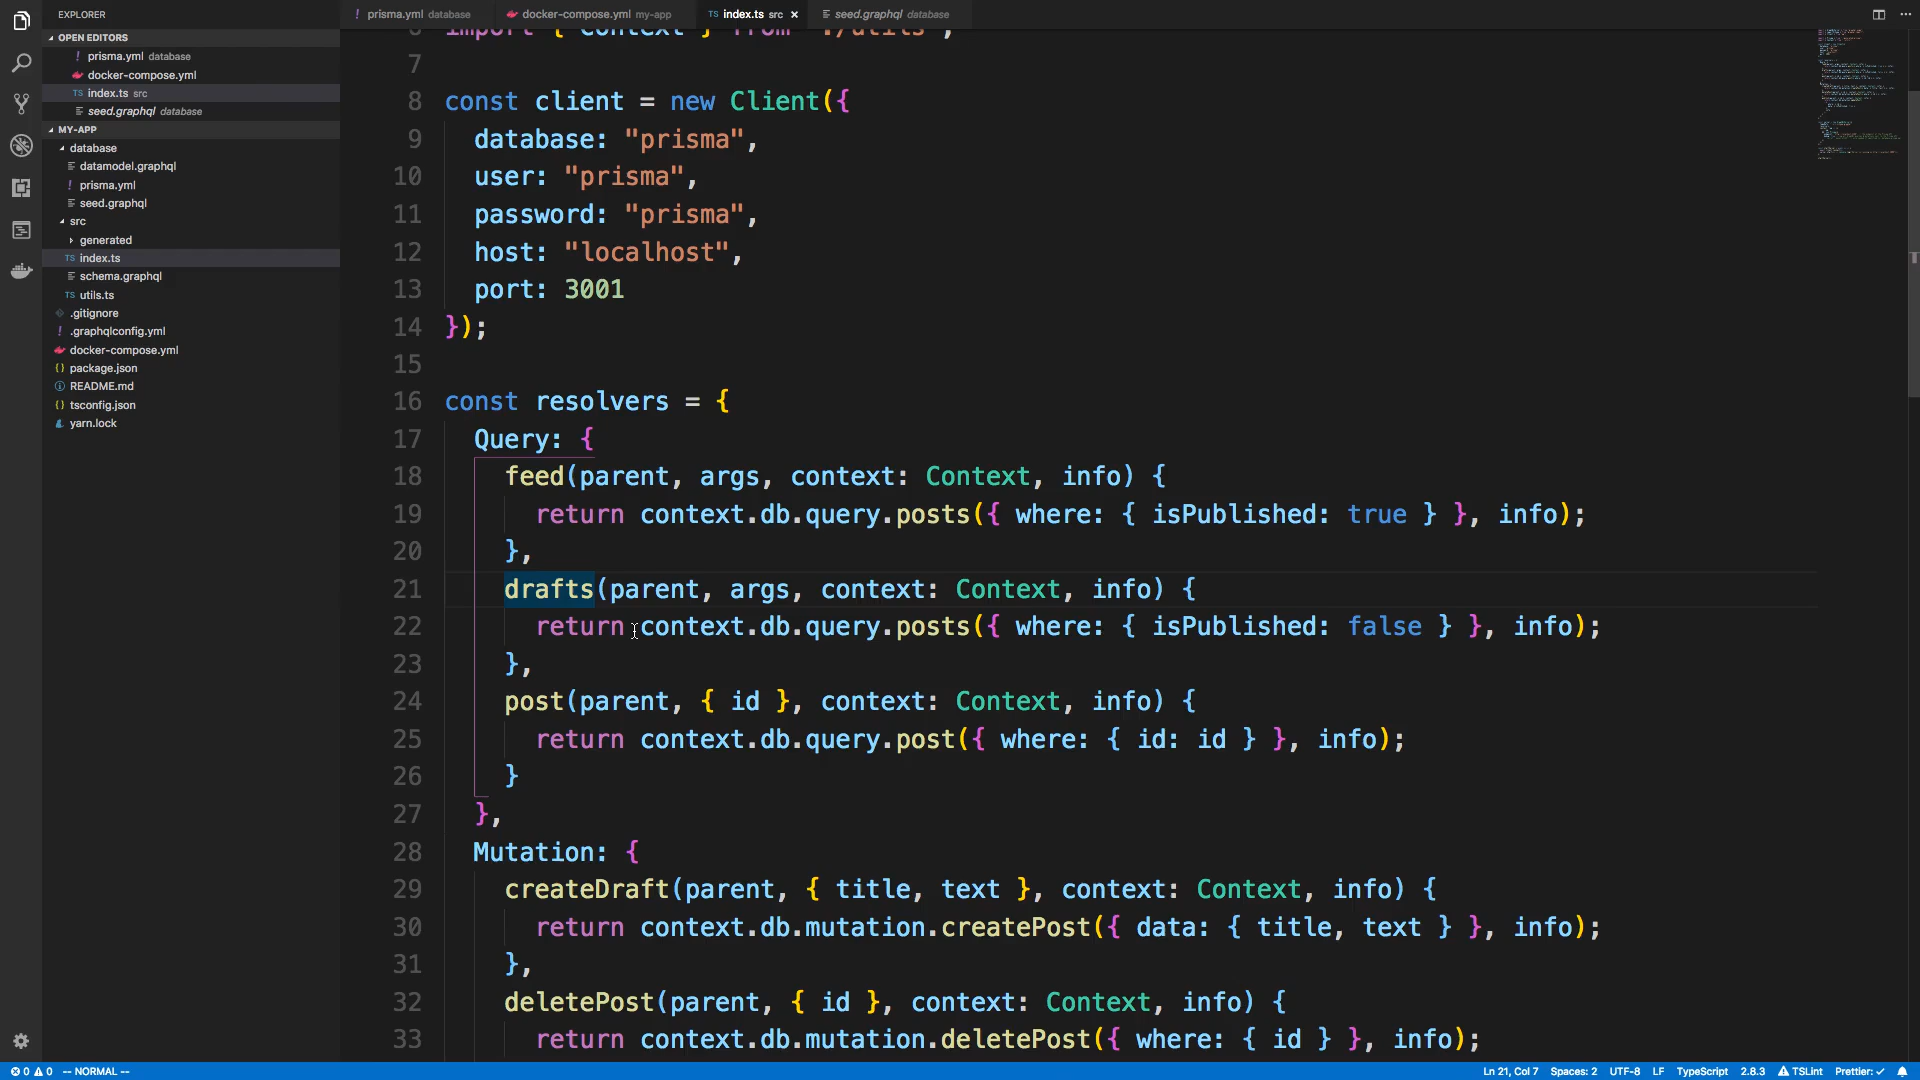 EXPLORER
OPEN EDITORS
prisma.yml database
docker-compose.yml
TS index.ts src
seed.graphql database
MY-APP
database
datamodel.graphql
prisma.yml
seed.graphql
src
generated
TS index.ts
schema.graphql
TS utils.ts
.gitignore
.graphqlconfig.yml
docker-compose.yml
package.json
README.md
tsconfig.json
yarn.lock
prisma.yml database
docker-compose.yml my-app
TS index.ts src ×
seed.graphql database
6 import { Context } from "./utils";
7
8 const client = new Client({
9 database: "prisma",
10 user: "prisma",
11 password: "prisma",
12 host: "localhost",
13 port: 3001
14 });
15
16 const resolvers = {
17 Query: {
18 feed(parent, args, context: Context, info) {
19 return context.db.query.posts({ where: { isPublished: true } }, info);
20 },
21 drafts(parent, args, context: Context, info) {
22 return context.db.query.posts({ where: { isPublished: false } }, info);
23 },
24 post(parent, { id }, context: Context, info) {
25 return context.db.query.post({ where: { id: id } }, info);
26 }
27 },
28 Mutation: {
29 createDraft(parent, { title, text }, context: Context, info) {
30 return context.db.mutation.createPost({ data: { title, text } }, info);
31 },
32 deletePost(parent, { id }, context: Context, info) {
33 return context.db.mutation.deletePost({ where: { id } }, info);
0 0 -- NORMAL --
Ln 21, Col 7 Spaces: 2 UTF-8 LF TypeScript 2.8.3 TSLint Prettier: ✓